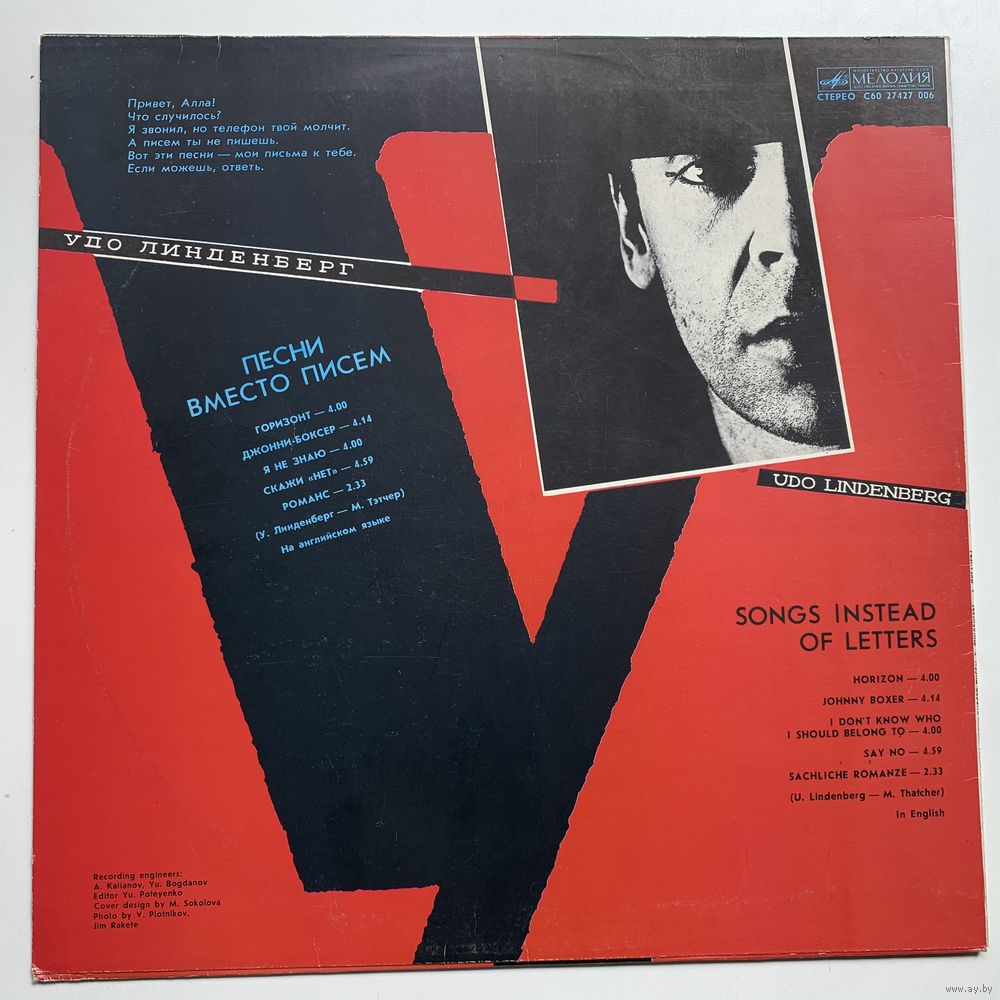 Привет, Алла!
Что случилось?
Я звонил, но телефон твой молчит.
А писем ты не пишешь.
Вот эти песни — мои письма к тебе.
Если можешь, ответь.
МЕЛОДИЯ
СТЕРЕО С60 27427 006
УДО ЛИНДЕНБЕРГ
ПЕСНИ
ВМЕСТО ПИСЕМ
ГОРИЗОНТ — 4.00
ДЖОННИ-БОКСЕР — 4.14
Я НЕ ЗНАЮ — 4.00
СКАЖИ «НЕТ» — 4.59
РОМАНС — 2.33
(У. Линденберг — М. Тэтчер)
На английском языке
UDO LINDENBERG
SONGS INSTEAD
OF LETTERS
HORIZON — 4.00
JOHNNY BOXER — 4.14
I DON'T KNOW WHO
I SHOULD BELONG TO — 4.00
SAY NO — 4.59
SACHLICHE ROMANZE — 2.33
(U. Lindenberg — M. Thatcher)
In English
Recording engineers:
A. Kalianov, Yu. Bogdanov
Editor Yu. Poteyenko
Cover design by M. Sokolova
Photo by V. Plotnikov,
Jim Rakete
www.ay.by